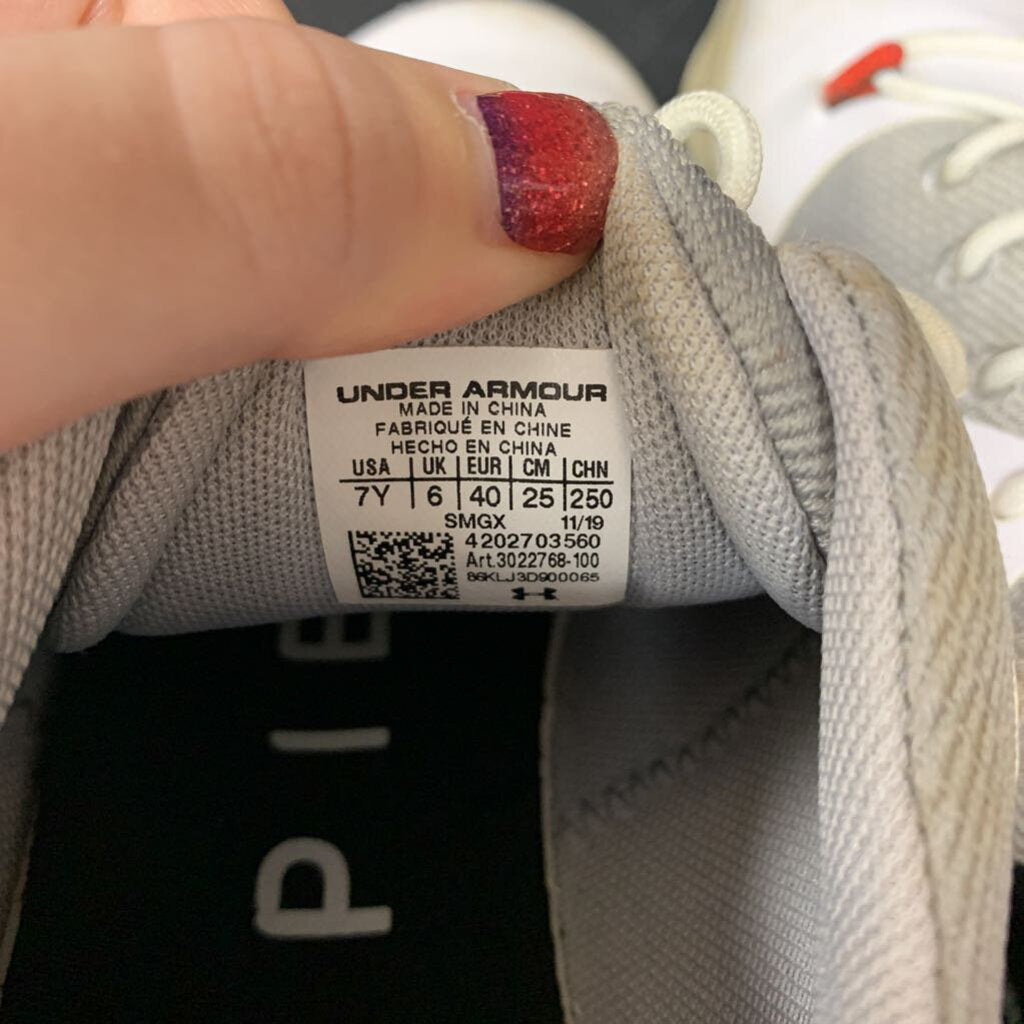 UNDER ARMOUR
MADE IN CHINA
FABRIQUÉ EN CHINE
HECHO EN CHINA
USA UK EUR CM CHN
7Y 6 40 25 250
SMGX 11/19
4202703560
Art.3022768-100
86KLJ3D900065
PIE